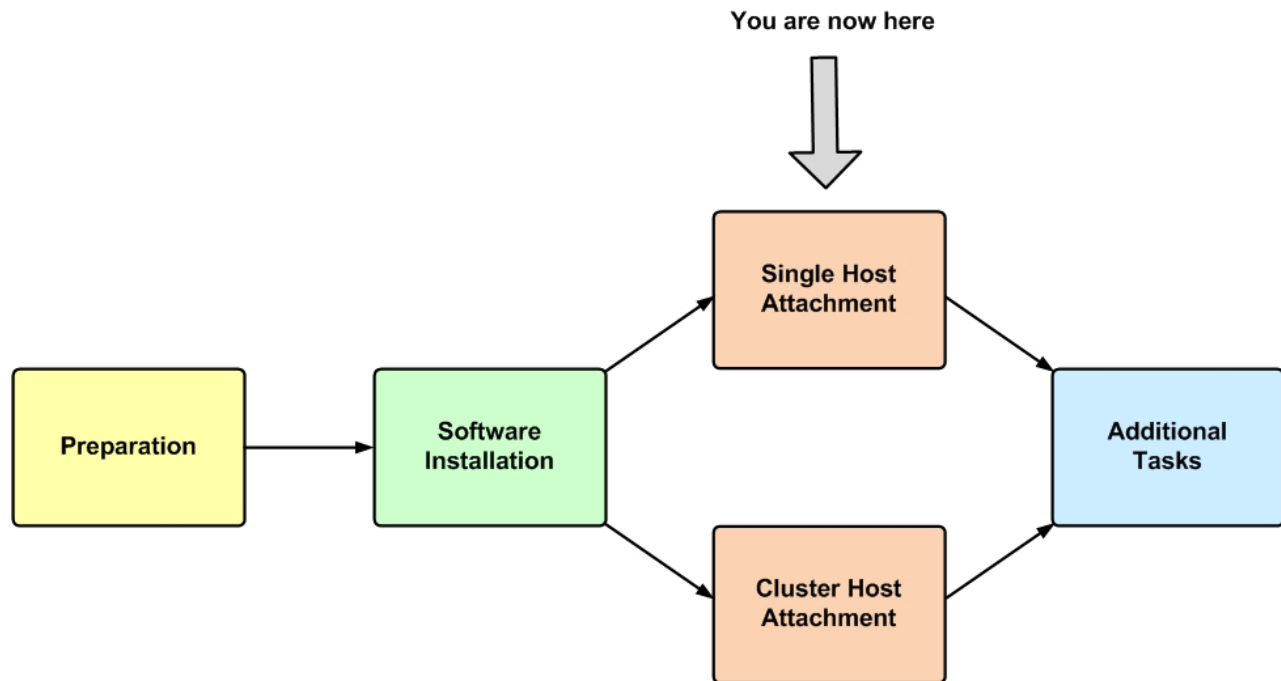 You are now here
Single Host
Attachment
Preparation
Software
Installation
Additional
Tasks
Cluster Host
Attachment